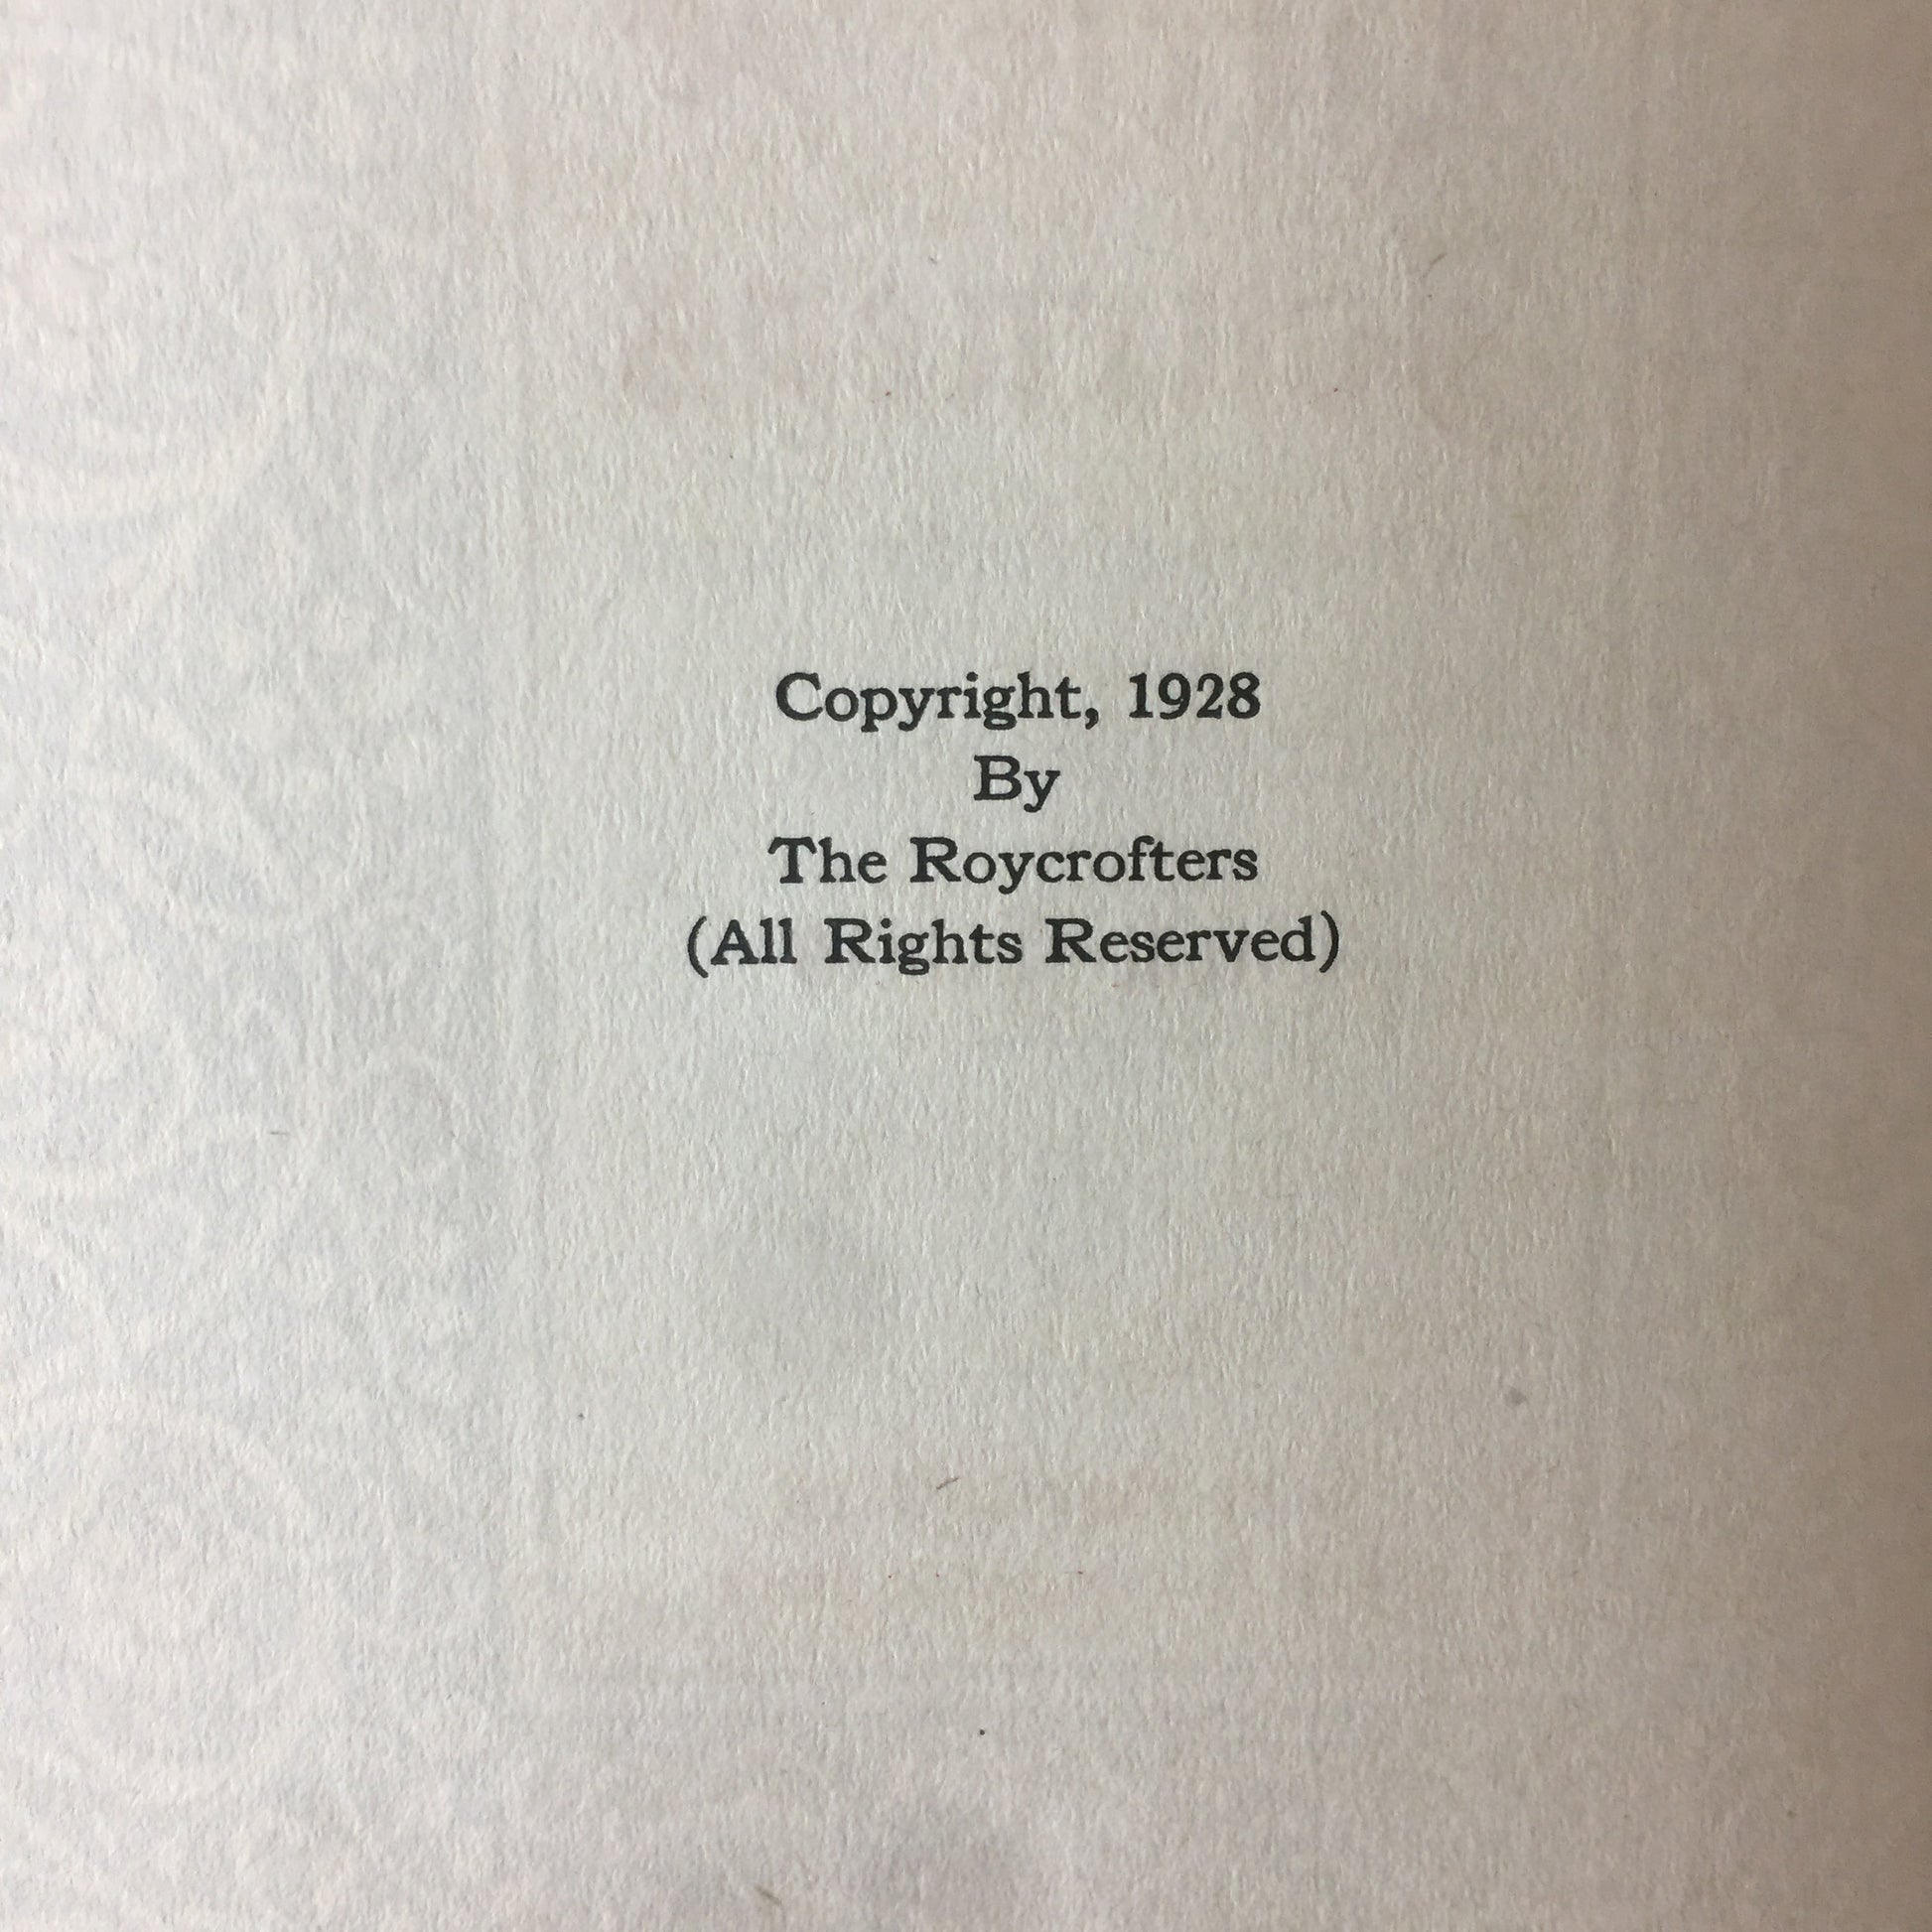 Copyright, 1928
By
The Roycrofters
(All Rights Reserved)